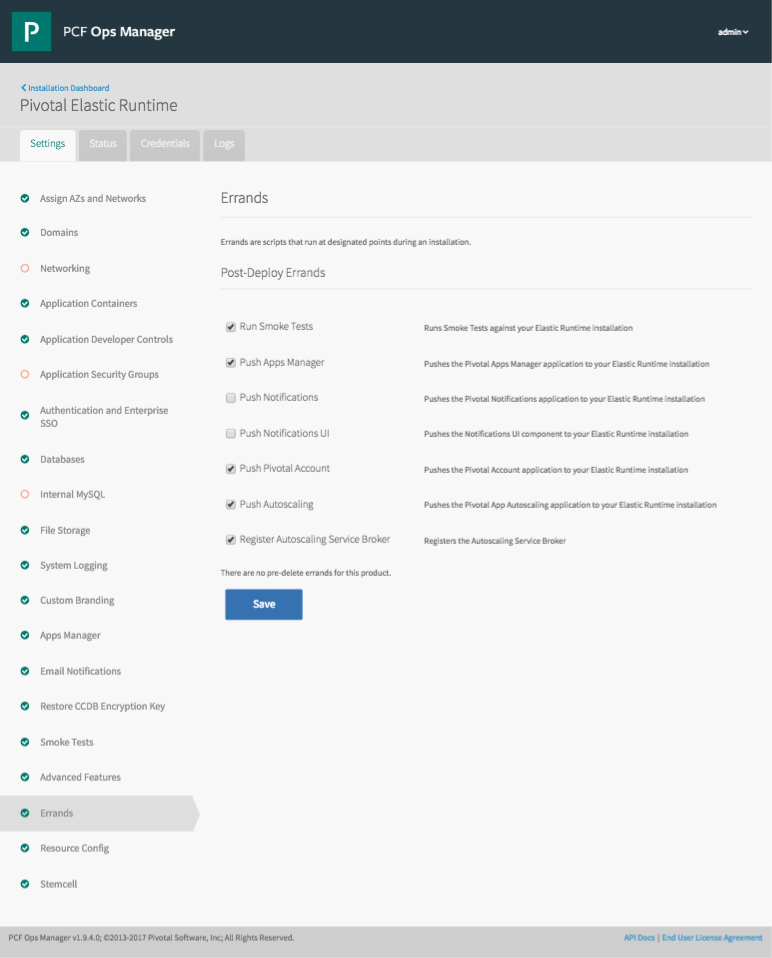 P PCF Ops Manager
admin
Installation Dashboard
Pivotal Elastic Runtime
Settings Status Credentials Logs
Assign AZs and Networks
Domains
Networking
Application Containers
Application Developer Controls
Application Security Groups
Authentication and Enterprise
SSO
Databases
Internal MySQL
File Storage
System Logging
Custom Branding
Apps Manager
Email Notifications
Restore CCDB Encryption Key
Smoke Tests
Advanced Features
Errands
Resource Config
Stemcell
Errands
Errands are scripts that run at designated points during an installation.
Post-Deploy Errands
Run Smoke Tests Runs Smoke Tests against your Elastic Runtime installation
Push Apps Manager Pushes the Pivotal Apps Manager application to your Elastic Runtime installation
Push Notifications Pushes the Pivotal Notifications application to your Elastic Runtime installation
Push Notifications UI Pushes the Notifications UI component to your Elastic Runtime installation
Push Pivotal Account Pushes the Pivotal Account application to your Elastic Runtime installation
Push Autoscaling Pushes the Pivotal App Autoscaling application to your Elastic Runtime installation
Register Autoscaling Service Broker Registers the Autoscaling Service Broker
There are no pre-delete errands for this product.
Save
PCF Ops Manager v1.9.4.0; ©2013-2017 Pivotal Software, Inc; All Rights Reserved. API Docs | End User License Agreement